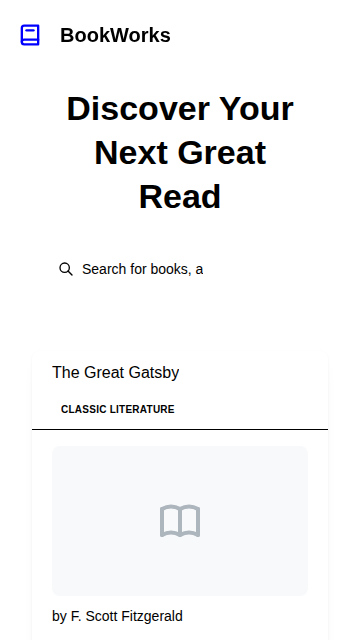 BookWorks
Discover Your
Next Great
Read
Search for books, a
The Great Gatsby
CLASSIC LITERATURE
by F. Scott Fitzgerald